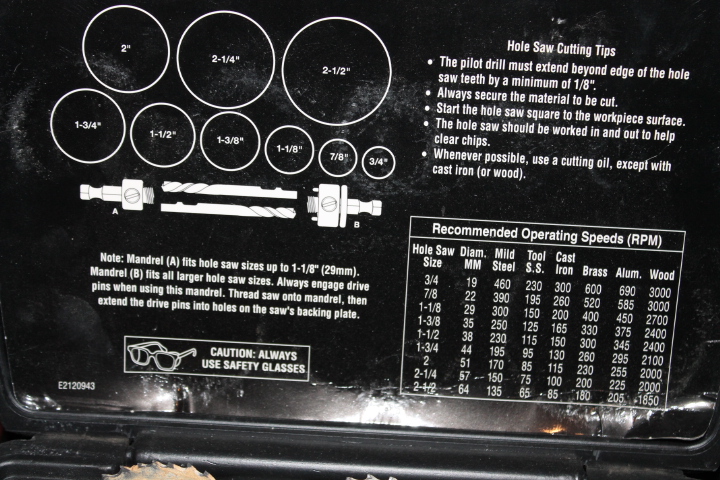 2"
2-1/4"
2-1/2"
1-3/4"
1-1/2"
1-3/8"
1-1/8"
7/8"
3/4"
A
B
Note: Mandrel (A) fits hole saw sizes up to 1-1/8" (29mm).
Mandrel (B) fits all larger hole saw sizes. Always engage drive
pins when using this mandrel. Thread saw onto mandrel, then
extend the drive pins into holes on the saw's backing plate.
CAUTION: ALWAYS
USE SAFETY GLASSES
E2120943
Hole Saw Cutting Tips
• The pilot drill must extend beyond edge of the hole
saw teeth by a minimum of 1/8".
• Always secure the material to be cut.
• Start the hole saw square to the workpiece surface.
• The hole saw should be worked in and out to help
clear chips.
• Whenever possible, use a cutting oil, except with
cast iron (or wood).
Recommended Operating Speeds (RPM)
Hole Saw Diam. Mild Tool Cast
Size MM Steel S.S. Iron Brass Alum. Wood
3/4 19 460 230 300 600 690 3000
7/8 22 390 195 260 520 585 3000
1-1/8 29 300 150 200 400 450 2700
1-3/8 35 250 125 165 330 375 2400
1-1/2 38 230 115 150 300 345 2400
1-3/4 44 195 95 130 260 295 2100
2 51 170 85 115 230 255 2000
2-1/4 57 150 75 100 200 225 2000
2-1/2 64 135 65 85 180 205 1850